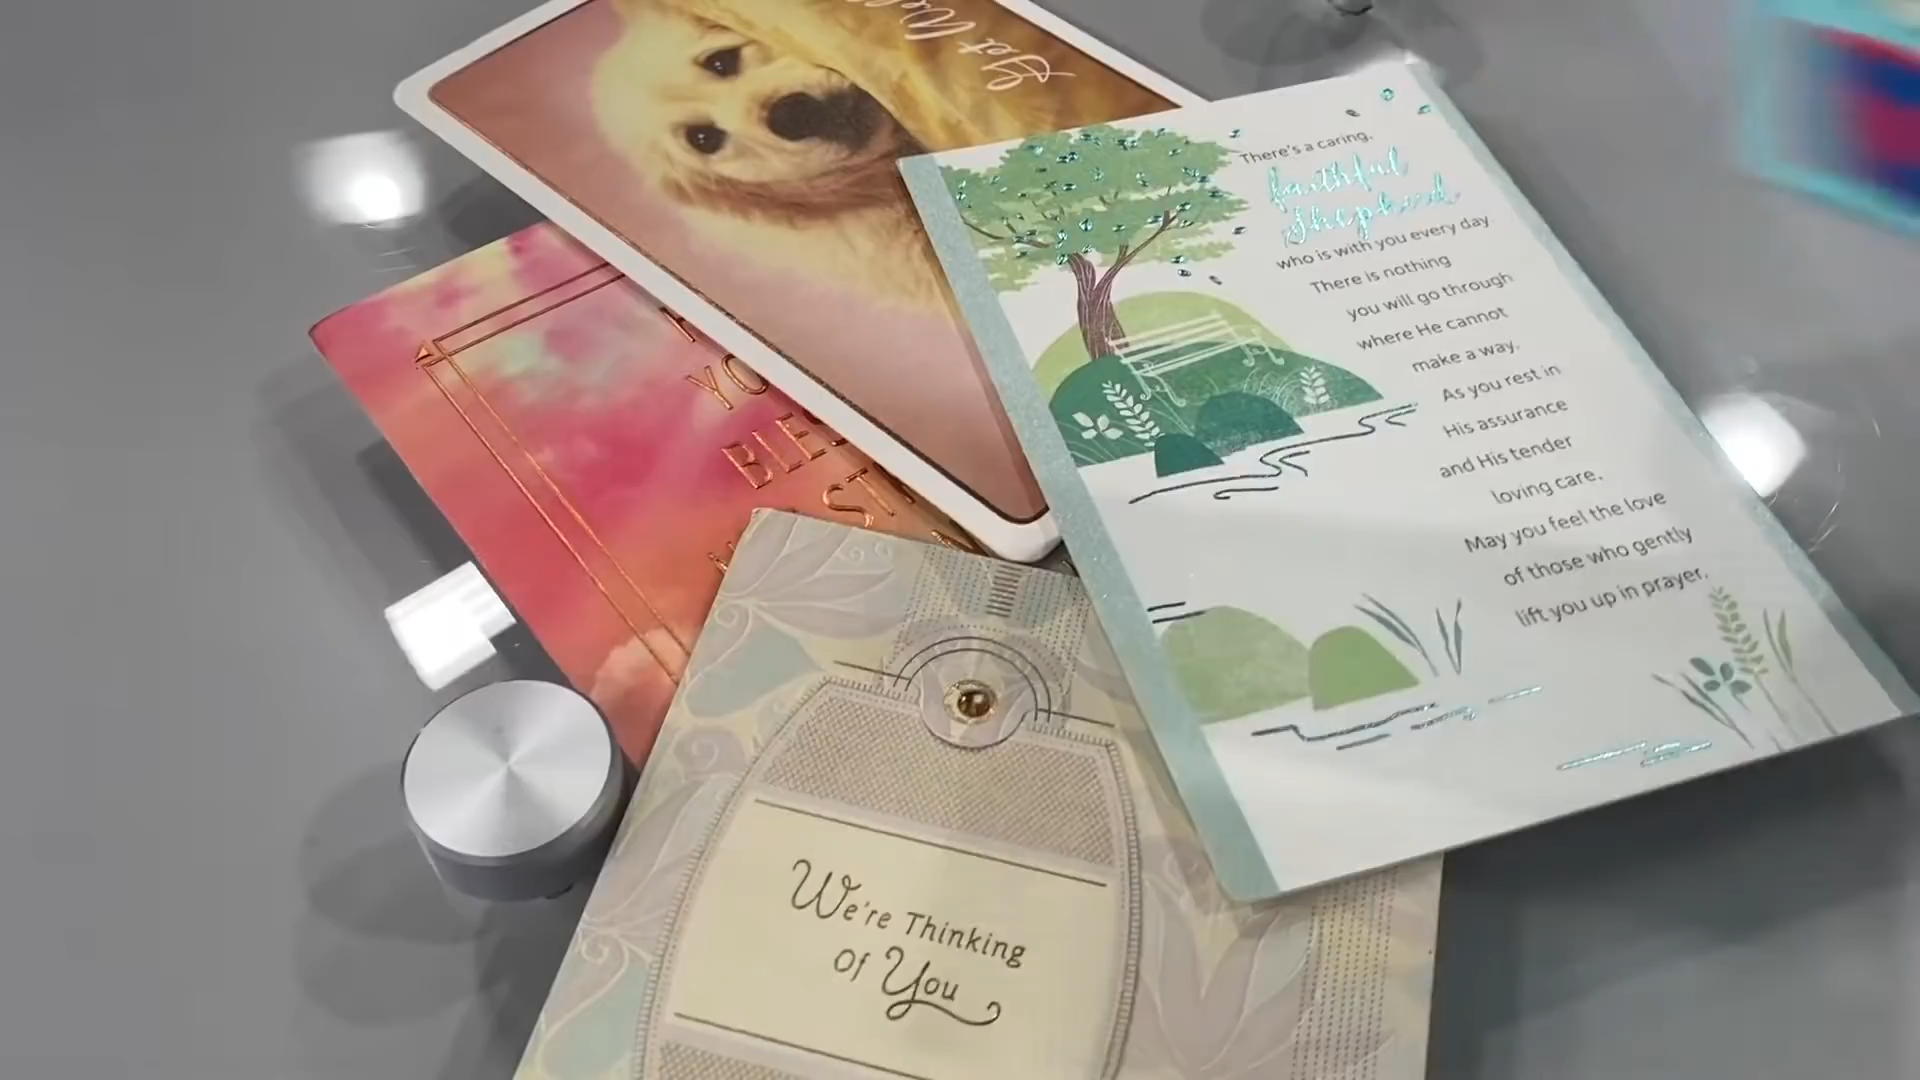 Get Well
There's a caring,
faithful
Shepherd
who is with you every day.
There is nothing
you will go through
where He cannot
make a way.
As you rest in
His assurance
and His tender
loving care,
May you feel the love
of those who gently
lift you up in prayer.
We're Thinking
Of You